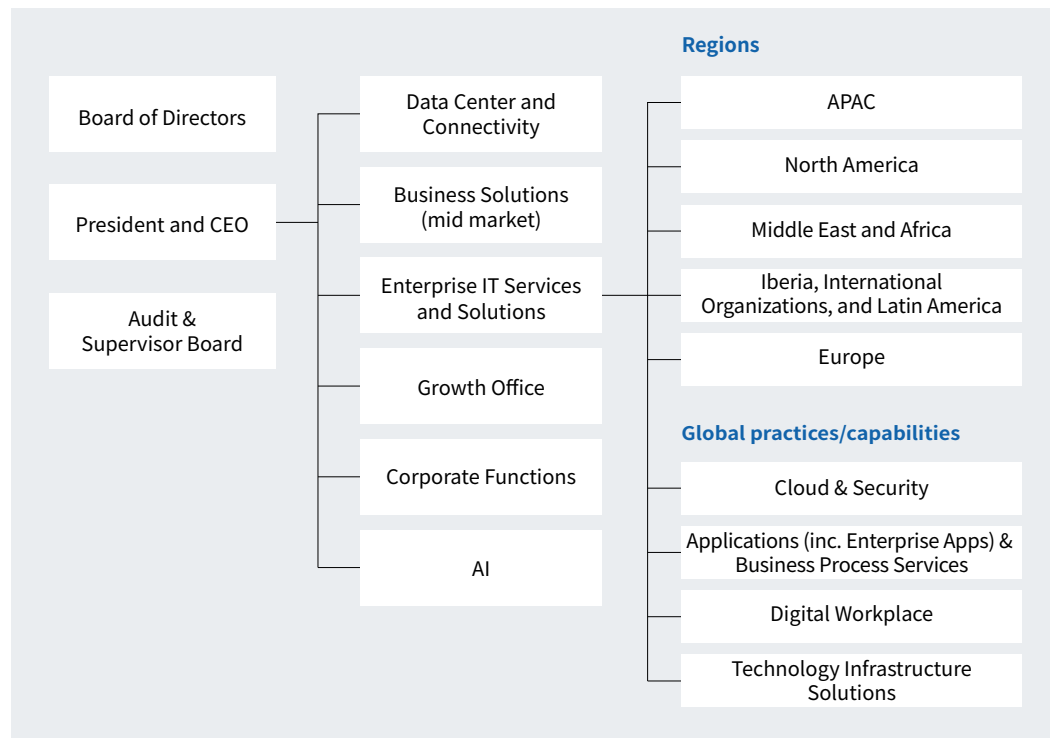 Board of Directors
President and CEO
Audit &
Supervisor Board
Data Center and
Connectivity
Business Solutions
(mid market)
Enterprise IT Services
and Solutions
Growth Office
Corporate Functions
AI
Regions
APAC
North America
Middle East and Africa
Iberia, International
Organizations, and Latin America
Europe
Global practices/capabilities
Cloud & Security
Applications (inc. Enterprise Apps) &
Business Process Services
Digital Workplace
Technology Infrastructure
Solutions